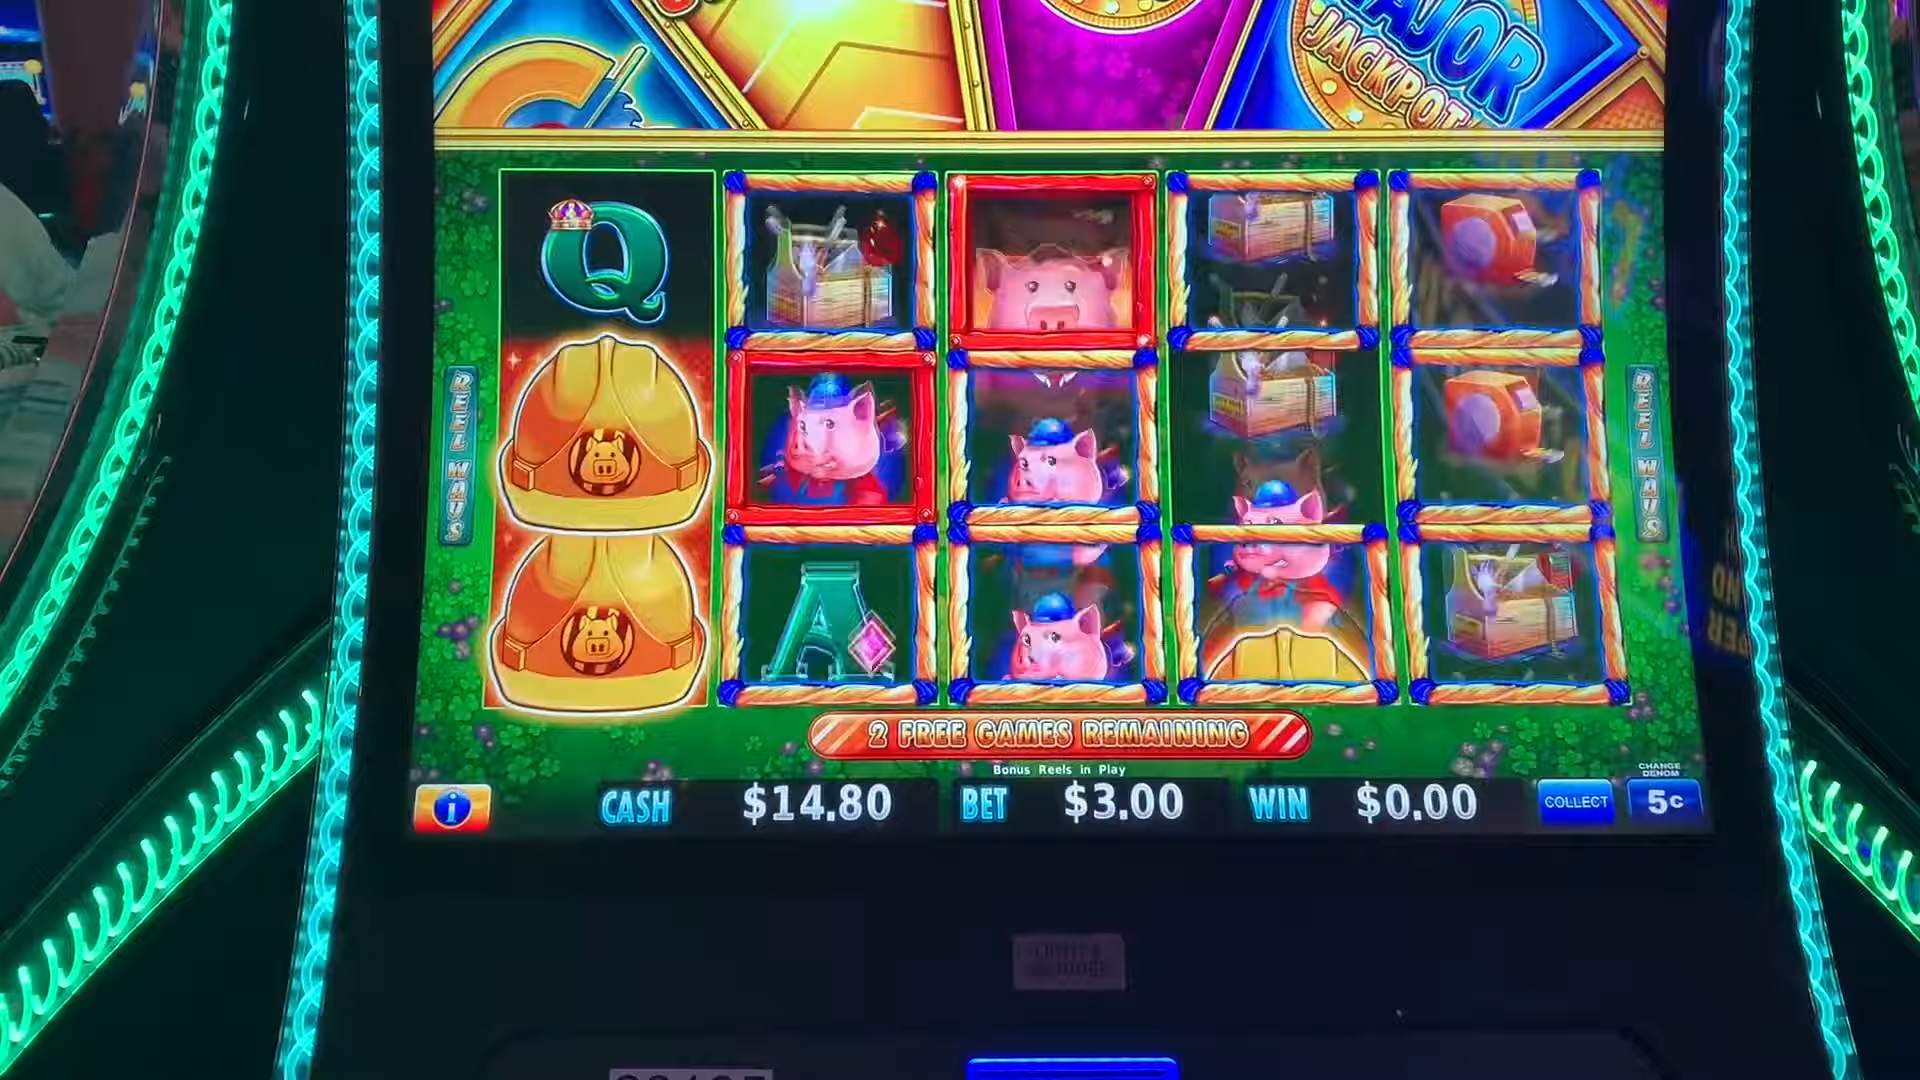 MAJOR
JACKPOT
Q
REEL WAYS
REEL WAYS
A
2 FREE GAMES REMAINING
Bonus Reels in Play
CHANGE
DENOM
i
CASH $14.80 BET $3.00 WIN $0.00 COLLECT 5¢